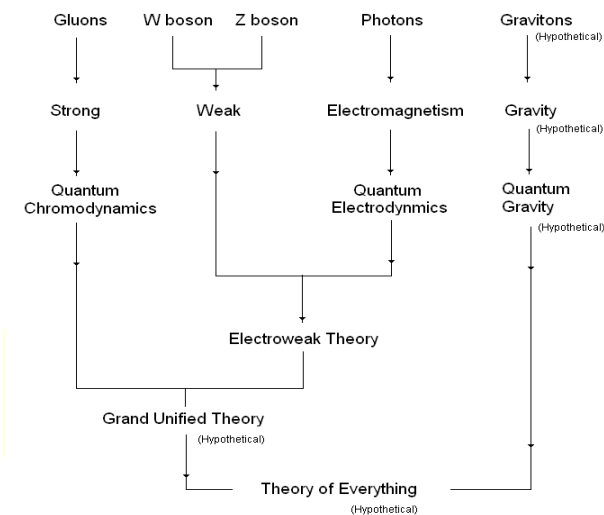 Gluons W boson Z boson Photons Gravitons
(Hypothetical)
Strong Weak Electromagnetism Gravity
(Hypothetical)
Quantum Quantum Quantum
Chromodynamics Electrodynmics Gravity
(Hypothetical)
Electroweak Theory
Grand Unified Theory
(Hypothetical)
Theory of Everything
(Hypothetical)